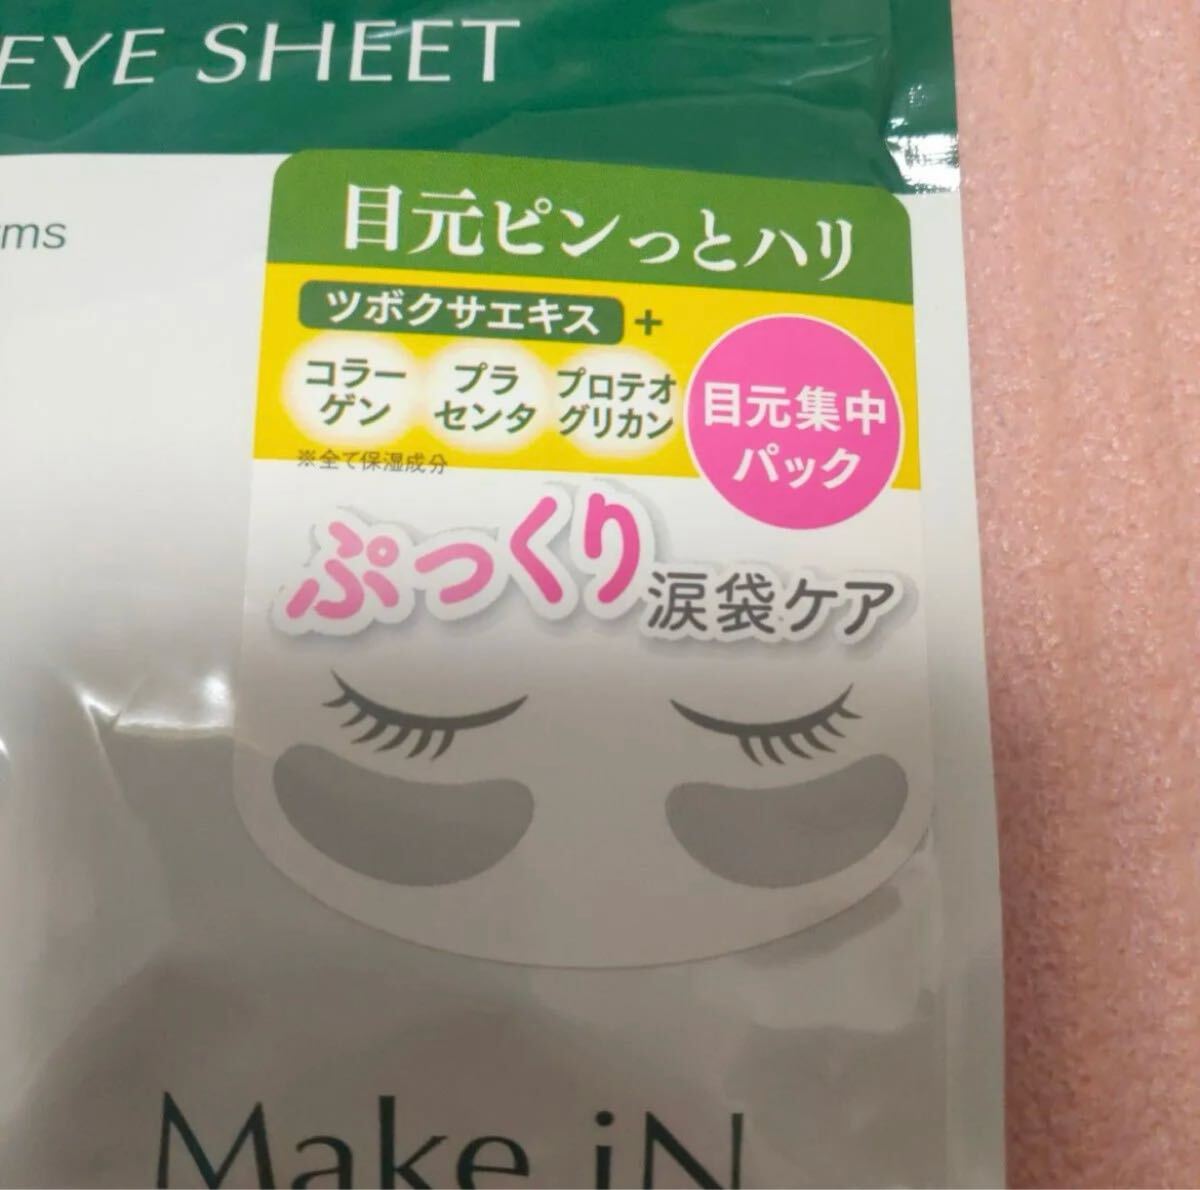 EYE SHEET
ms
目元ピンっとハリ
ツボクサエキス +
コラー
ゲン
プラ
センタ
プロテオ
グリカン
※全て保湿成分
目元集中
パック
ぷっくり涙袋ケア
Make iN